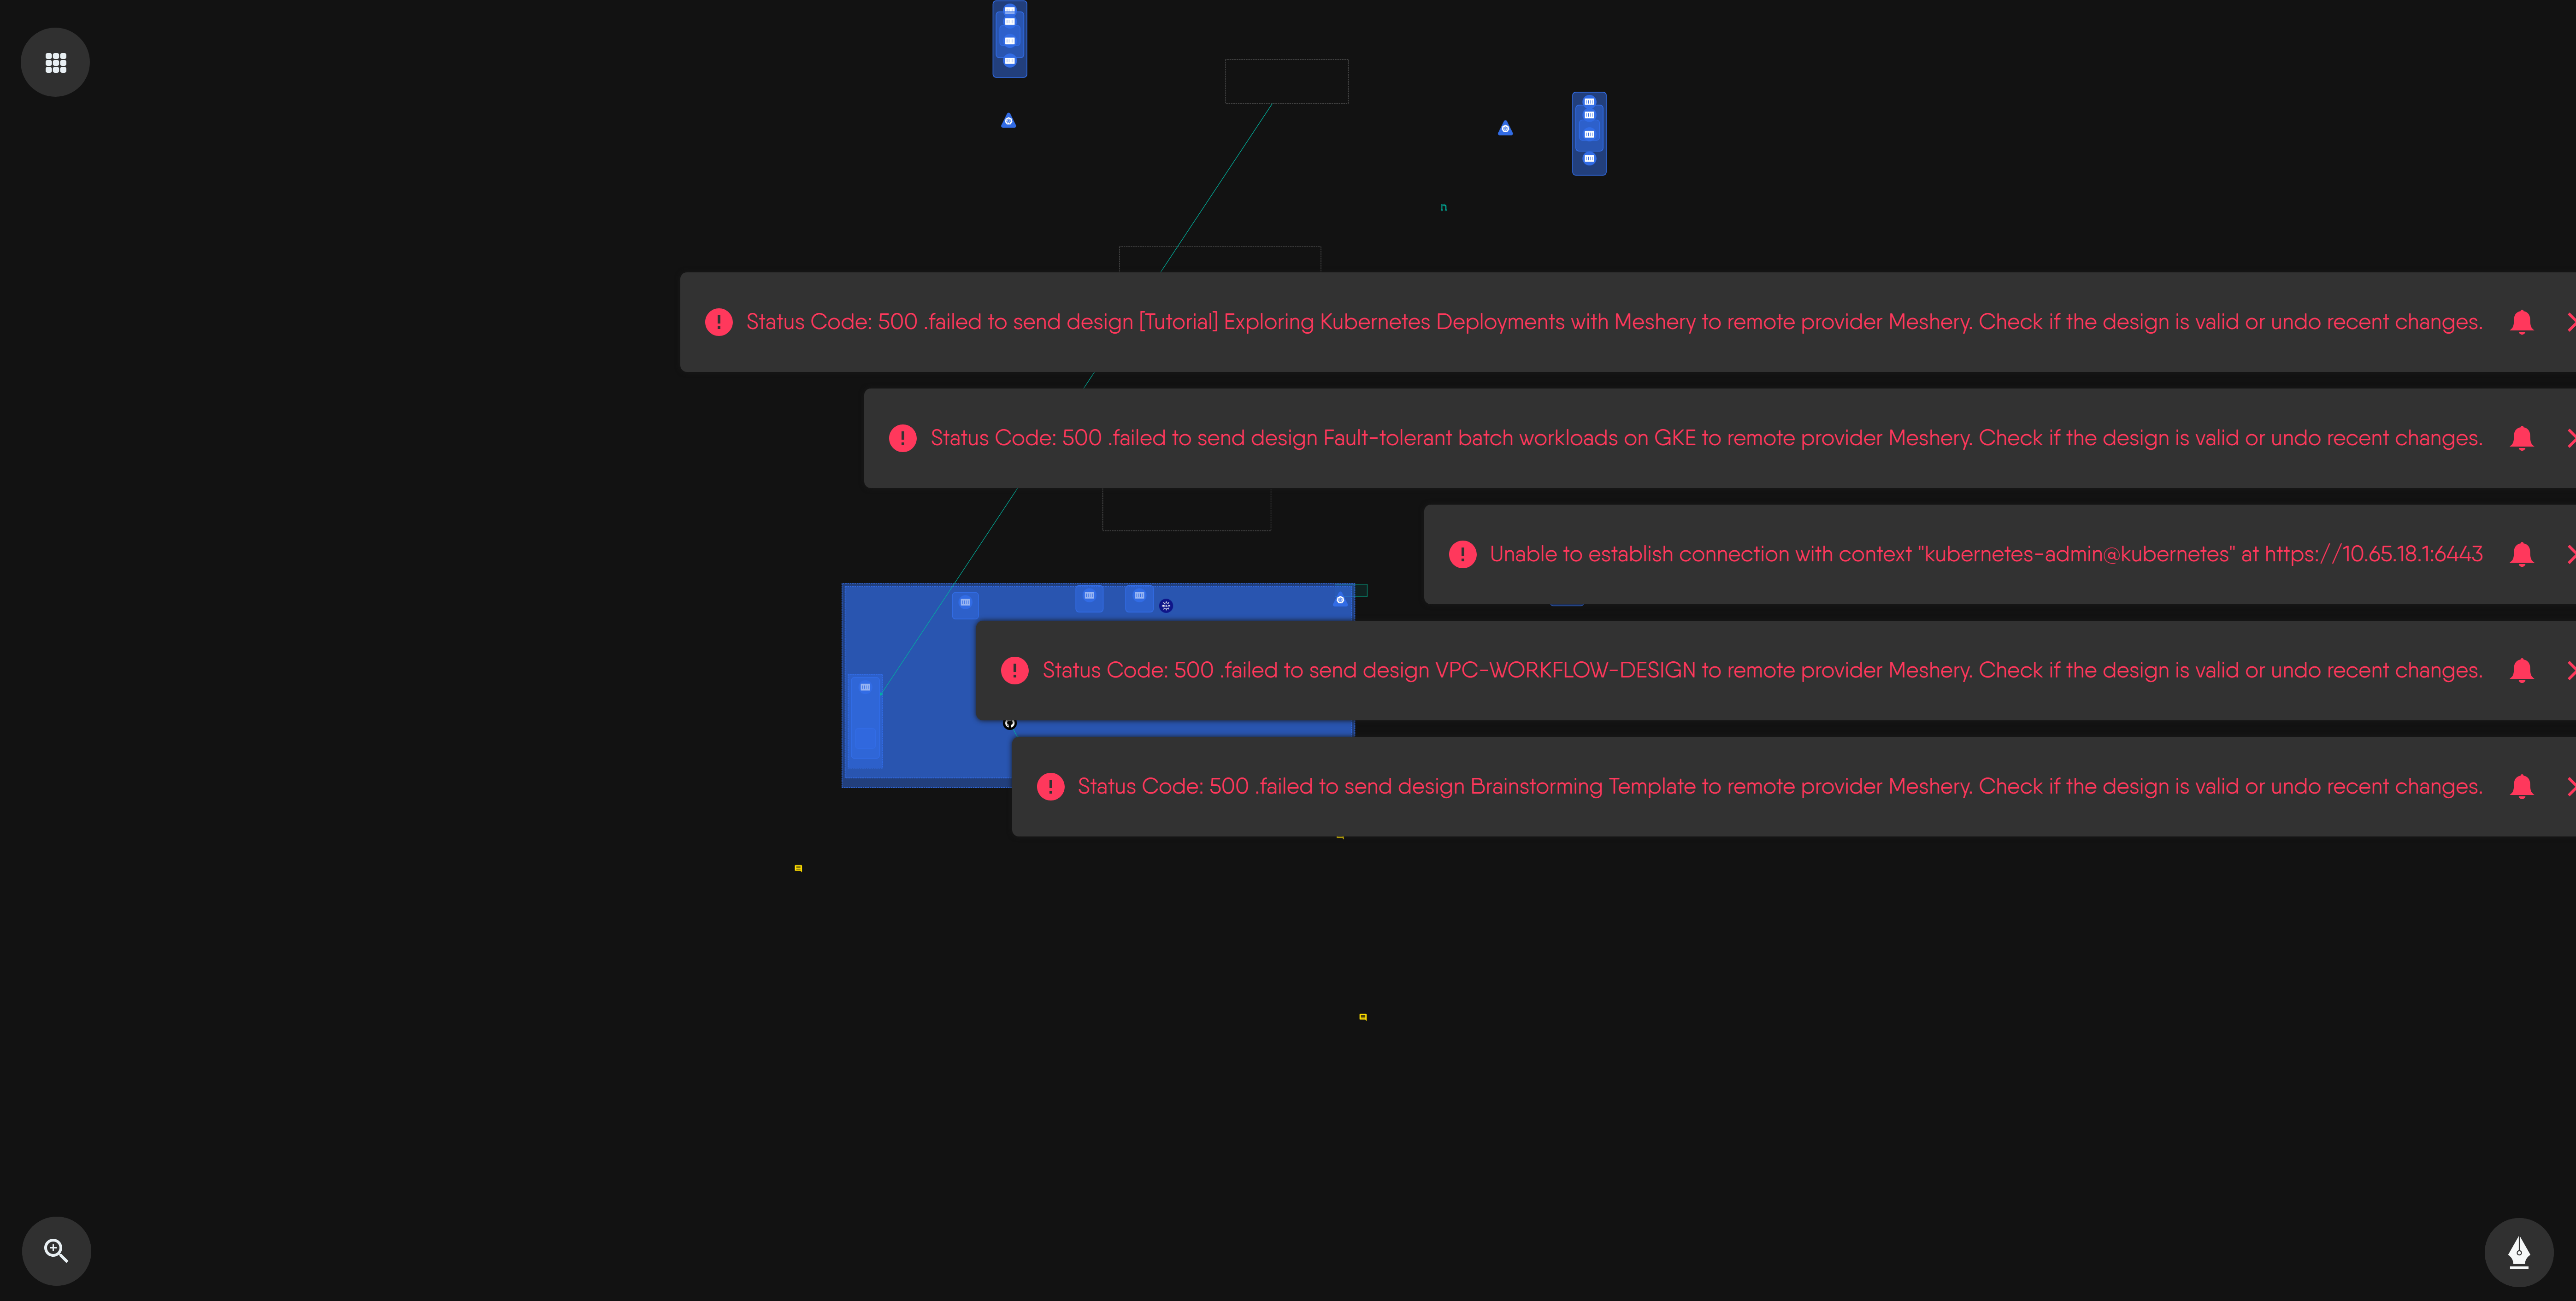 n
Status Code: 500 .failed to send design [Tutorial] Exploring Kubernetes Deployments with Meshery to remote provider Meshery. Check if the design is valid or undo recent changes.
Status Code: 500 .failed to send design Fault-tolerant batch workloads on GKE to remote provider Meshery. Check if the design is valid or undo recent changes.
Unable to establish connection with context "kubernetes-admin@kubernetes" at https://10.65.18.1:6443
Status Code: 500 .failed to send design VPC-WORKFLOW-DESIGN to remote provider Meshery. Check if the design is valid or undo recent changes.
Status Code: 500 .failed to send design Brainstorming Template to remote provider Meshery. Check if the design is valid or undo recent changes.